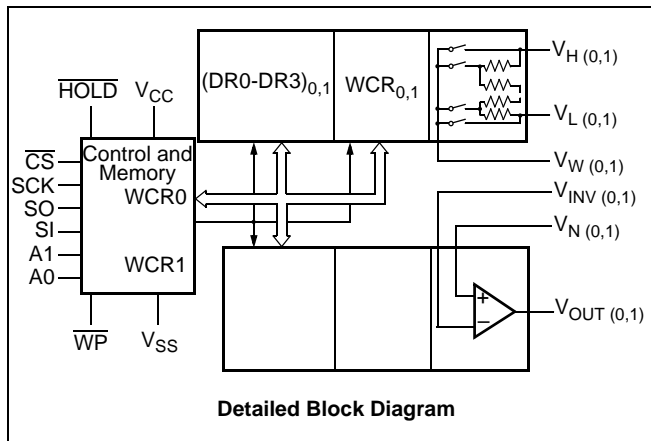 (DR0-DR3)0,1
WCR0,1
VH (0,1)
VL (0,1)
VW (0,1)
VINV (0,1)
VN (0,1)
VOUT (0,1)
HOLD
VCC
Control and
Memory
WCR0
WCR1
CS
SCK
SO
SI
A1
A0
WP
VSS
+
−
Detailed Block Diagram